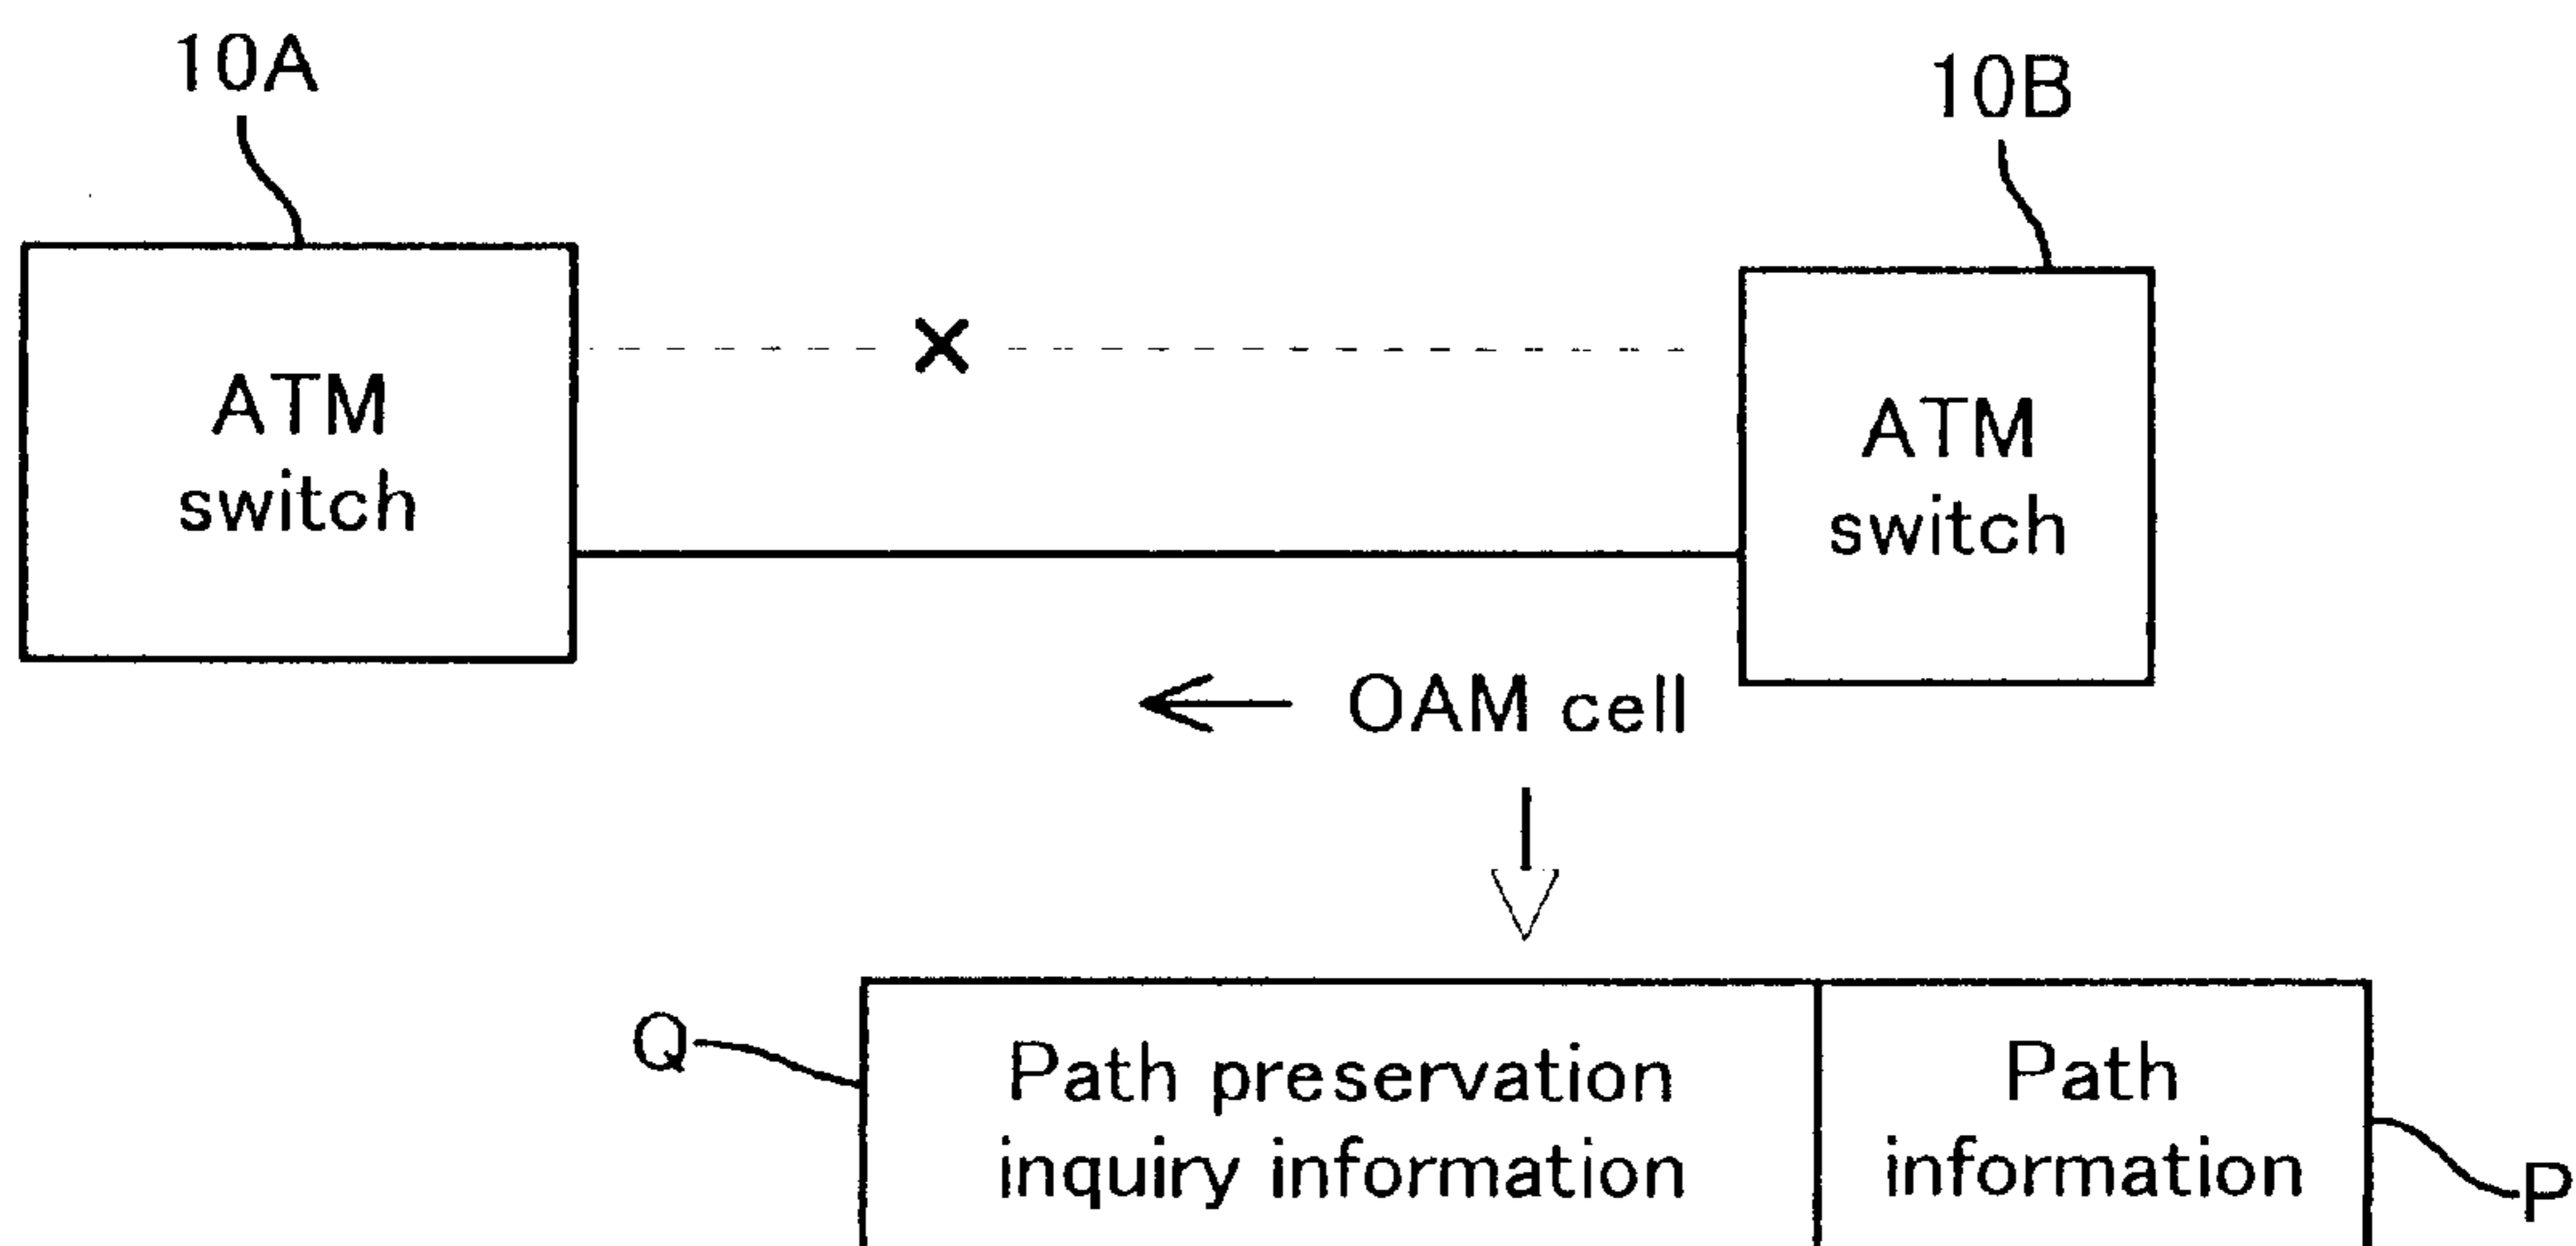 10A
10B
ATM
switch
ATM
switch
OAM cell
Q
Path preservation
inquiry information
Path
information
P